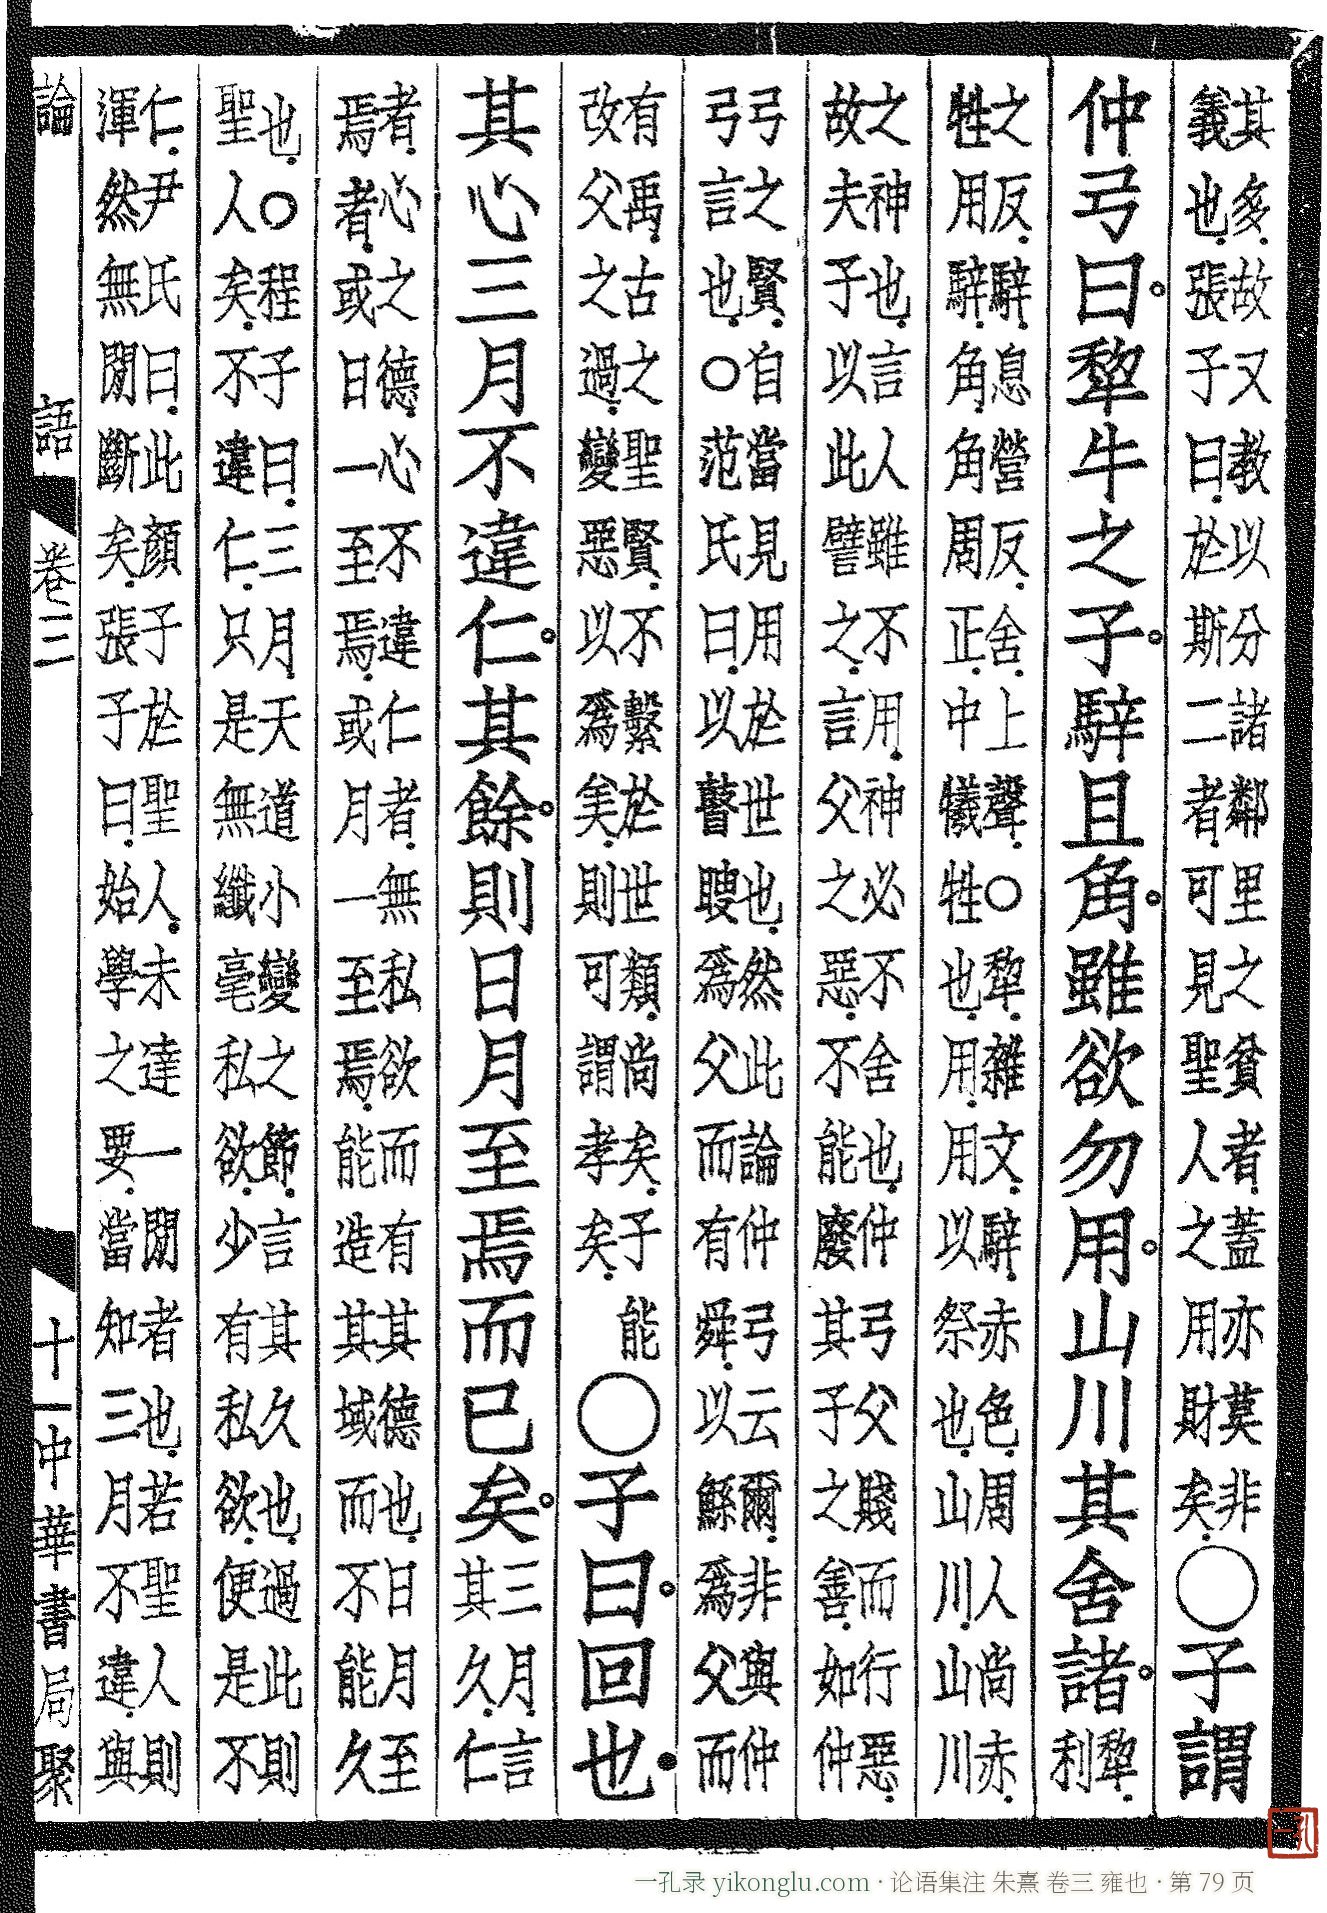 其多故又教以分諸鄰里之貧者蓋亦莫非
義也張子曰於斯二者可見聖人之用財矣
○子謂
仲弓曰犂牛之子騂且角雖欲勿用山川其舍諸
犂
利
之反騂息營反舍上聲○犂雜文騂赤色周人尚赤
牲用騂角角周正中犧牲也用用以祭也山川山川
之神也言人雖不用神必不舍也仲弓父賤而行惡
故夫子以此譬之言父之惡不能廢其子之善如仲
弓之賢自當見用於世也然此論仲弓云爾非與仲
弓言也○范氏曰以瞽瞍爲父而有舜以鯀爲父而
有禹古之聖賢不繫於世類尚矣子能
改父之過變惡以爲美則可謂孝矣
○子曰回也
其心三月不違仁其餘則日月至焉而已矣
三月言
其久仁
者心之德心不違仁者無私欲而有其德也日月至
焉者或日一至焉或月一至焉能造其域而不能久
也○程子曰三月天道小變之節言其久也過此則
聖人矣不違仁只是無纖毫私欲少有私欲便是不
仁尹氏曰此顏子於聖人未達一閒者也若聖人則
渾然無閒斷矣張子曰始學之要當知三月不違與
論語 卷三 十一中華書局聚
一孔
一孔录 yikonglu.com · 论语集注 朱熹 卷三 雍也 · 第 79 页